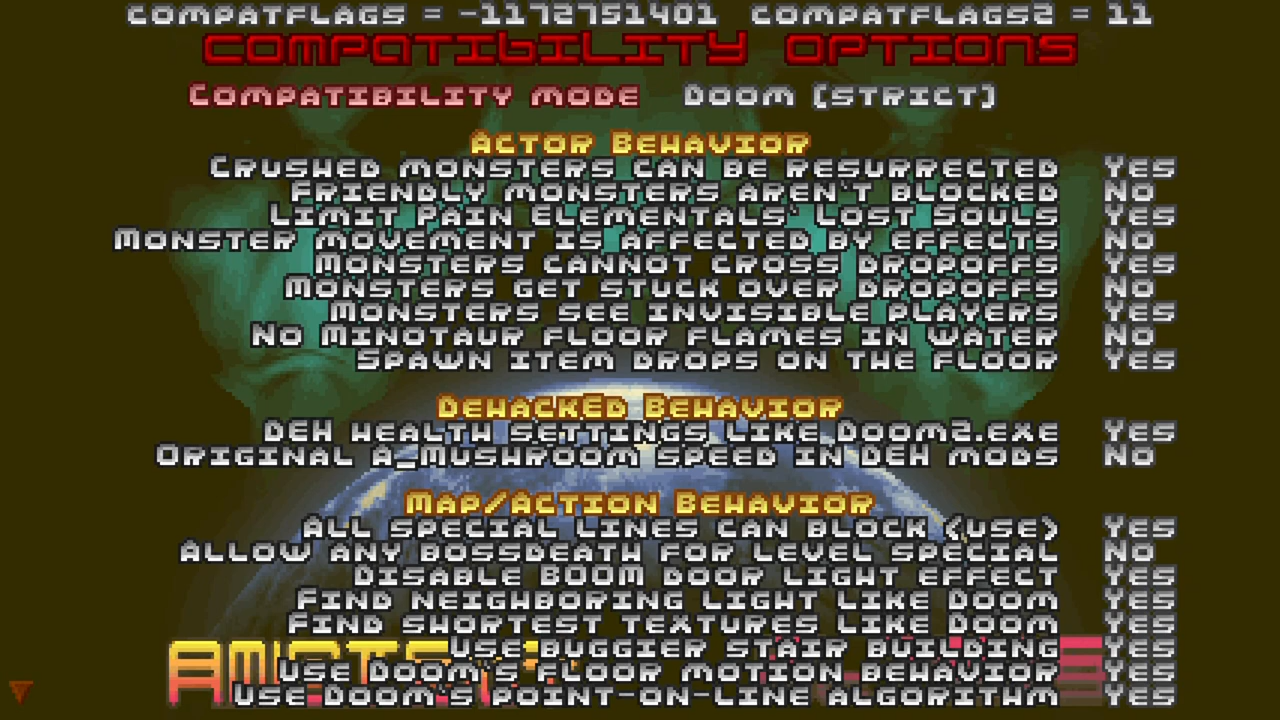 COMPATFLAGS = -1172751401 COMPATFLAGS2 = 11
COMPATIBILITY OPTIONS
COMPATIBILITY MODE DOOM (STRICT)
ACTOR BEHAVIOR
CRUSHED MONSTERS CAN BE RESURRECTED YES
FRIENDLY MONSTERS AREN'T BLOCKED NO
LIMIT PAIN ELEMENTALS' LOST SOULS YES
MONSTER MOVEMENT IS AFFECTED BY EFFECTS NO
MONSTERS CANNOT CROSS DROPOFFS YES
MONSTERS GET STUCK OVER DROPOFFS NO
MONSTERS SEE INVISIBLE PLAYERS YES
NO MINOTAUR FLOOR FLAMES IN WATER NO
SPAWN ITEM DROPS ON THE FLOOR YES
DEHACKED BEHAVIOR
DEH HEALTH SETTINGS LIKE DOOM2.EXE YES
ORIGINAL A_MUSHROOM SPEED IN DEH MODS NO
MAP/ACTION BEHAVIOR
ALL SPECIAL LINES CAN BLOCK <USE> YES
ALLOW ANY BOSSDEATH FOR LEVEL SPECIAL NO
DISABLE BOOM DOOR LIGHT EFFECT YES
FIND NEIGHBORING LIGHT LIKE DOOM YES
FIND SHORTEST TEXTURES LIKE DOOM YES
USE BUGGIER STAIR BUILDING YES
USE DOOM'S FLOOR MOTION BEHAVIOR YES
USE DOOM'S POINT-ON-LINE ALGORITHM YES